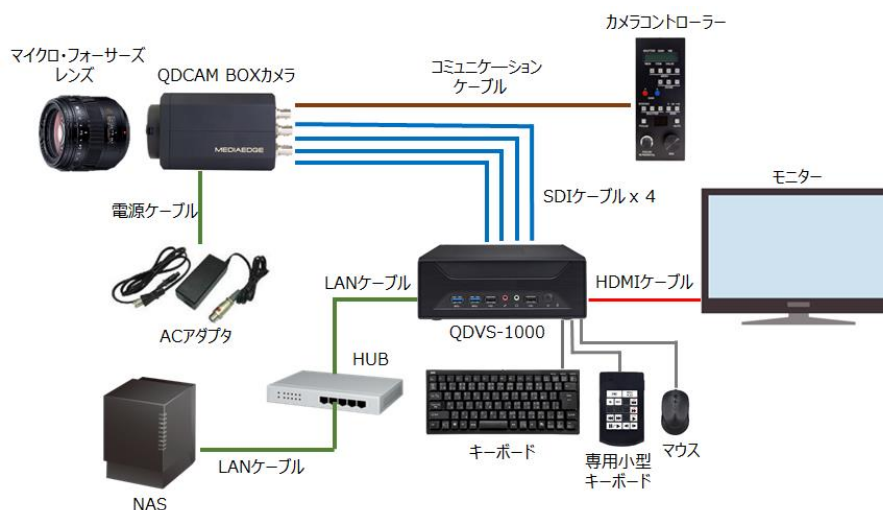 カメラコントローラー
マイクロ・フォーサーズ
レンズ
QDCAM BOXカメラ
コミュニケーション
ケーブル
MEDIAEDGE
モニター
SDIケーブル x 4
電源ケーブル
LANケーブル
HDMIケーブル
ACアダプタ
QDVS-1000
HUB
LANケーブル
キーボード
専用小型
キーボード
マウス
NAS